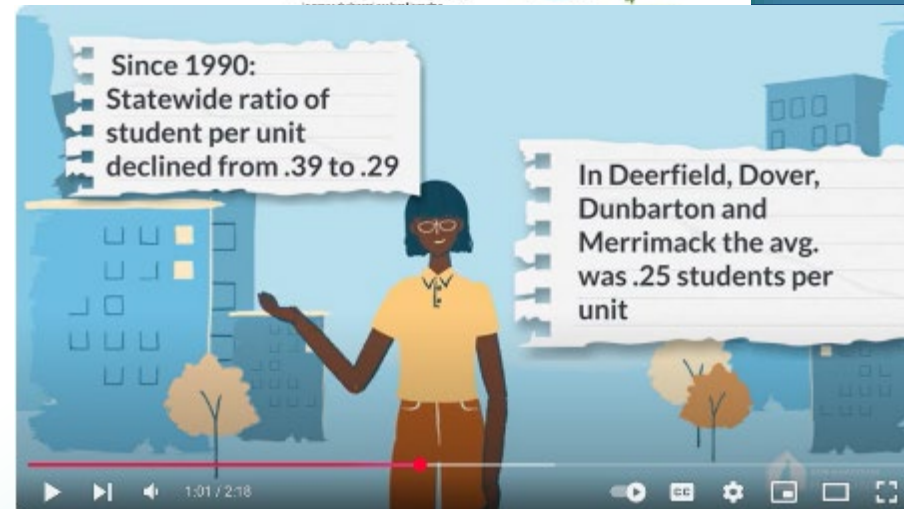 Since 1990:
Statewide ratio of
student per unit
declined from .39 to .29
In Deerfield, Dover,
Dunbarton and
Merrimack the avg.
was .25 students per
unit
1:01 / 2:18
CC